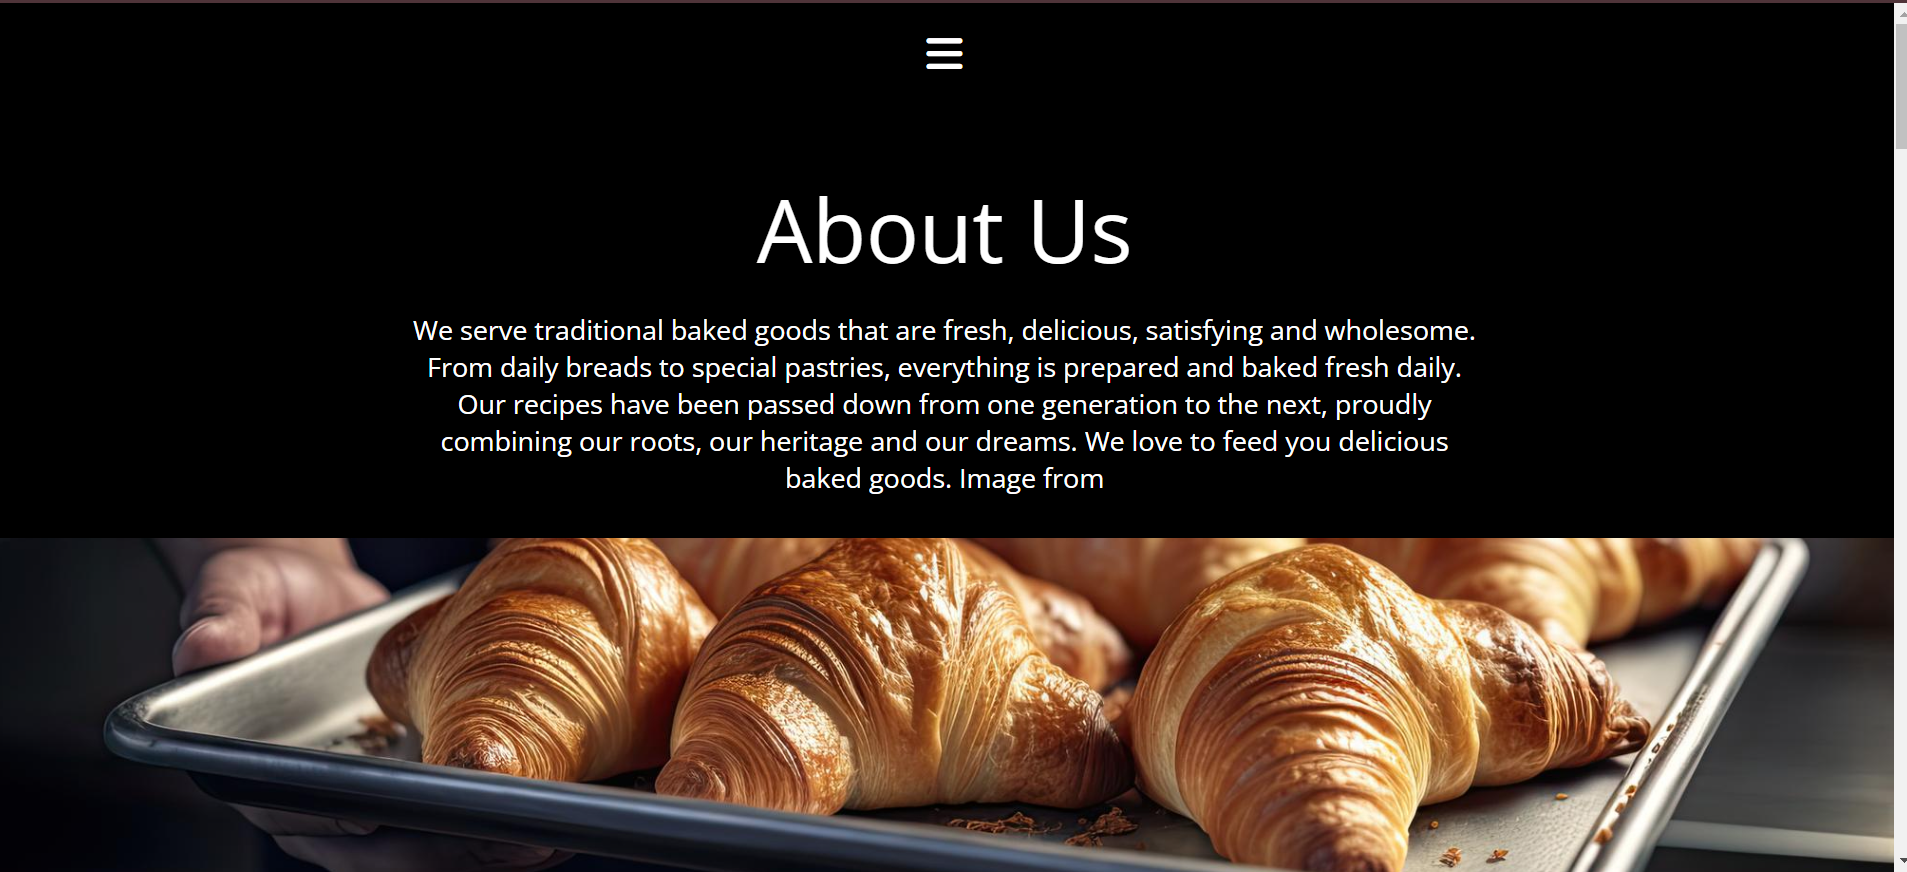 About Us
We serve traditional baked goods that are fresh, delicious, satisfying and wholesome.
From daily breads to special pastries, everything is prepared and baked fresh daily.
Our recipes have been passed down from one generation to the next, proudly
combining our roots, our heritage and our dreams. We love to feed you delicious
baked goods. Image from